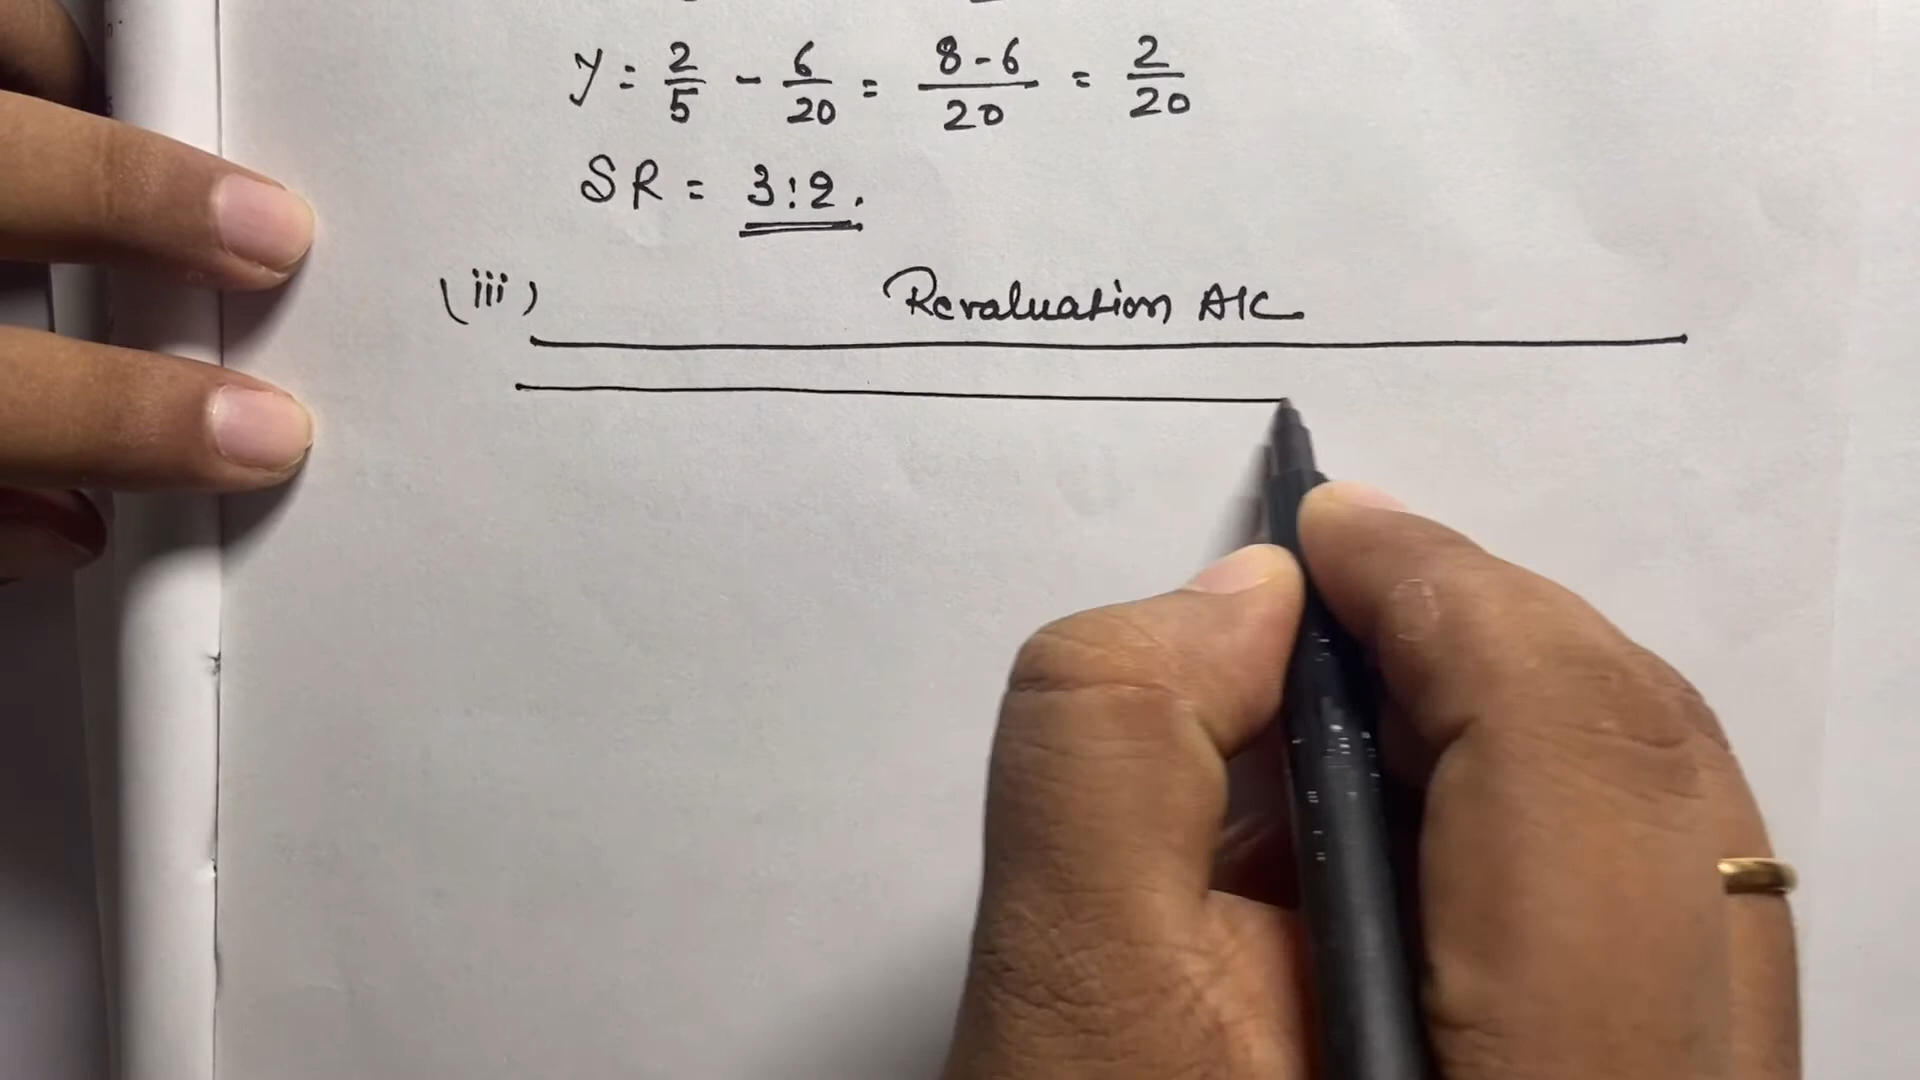 y = 2/5 - 6/20 = 8-6/20 = 2/20
SR = 3:2.
(iii) Revaluation A/C